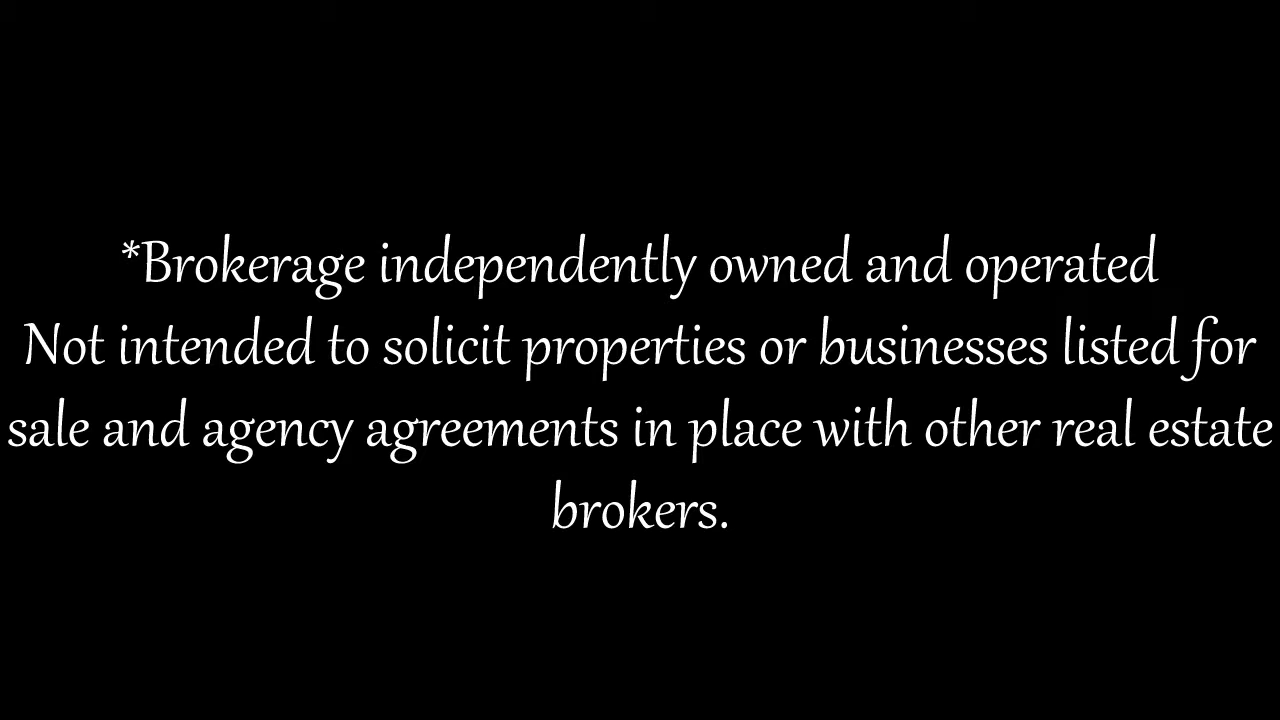 *Brokerage independently owned and operated
Not intended to solicit properties or businesses listed for
sale and agency agreements in place with other real estate
brokers.